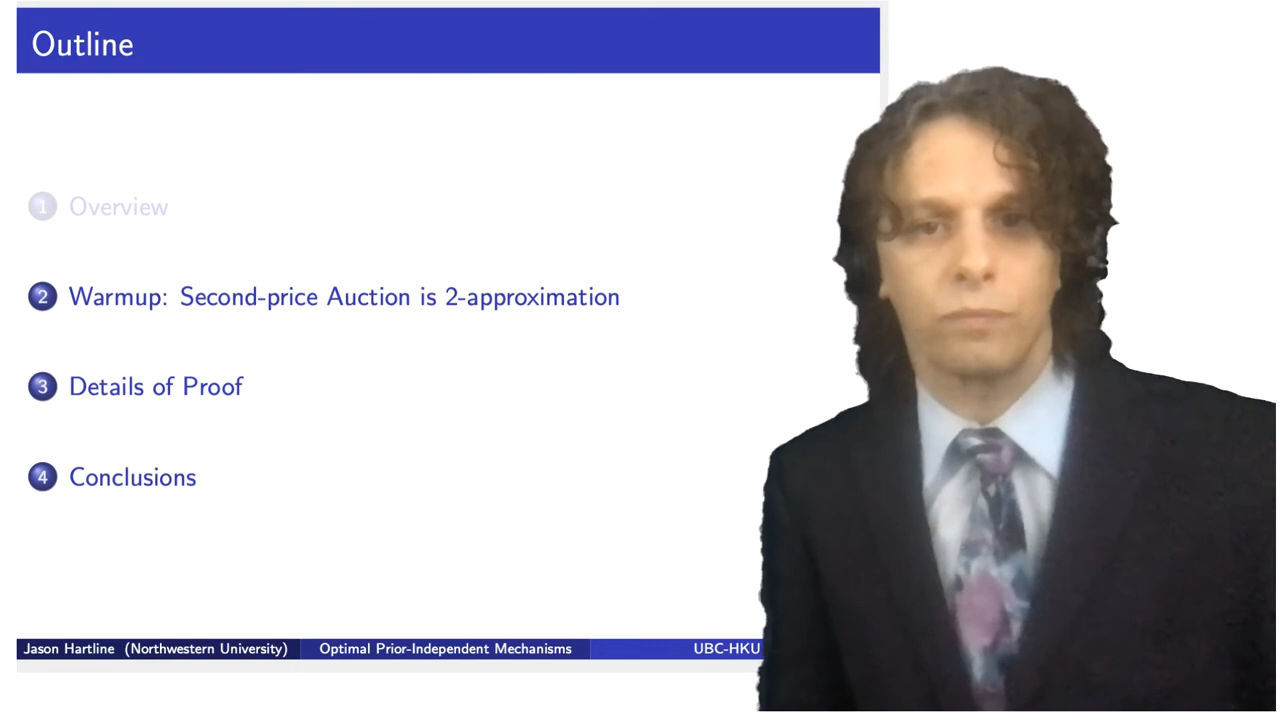 Outline
1 Overview
2 Warmup: Second-price Auction is 2-approximation
3 Details of Proof
4 Conclusions
Jason Hartline (Northwestern University) Optimal Prior-Independent Mechanisms UBC-HKU